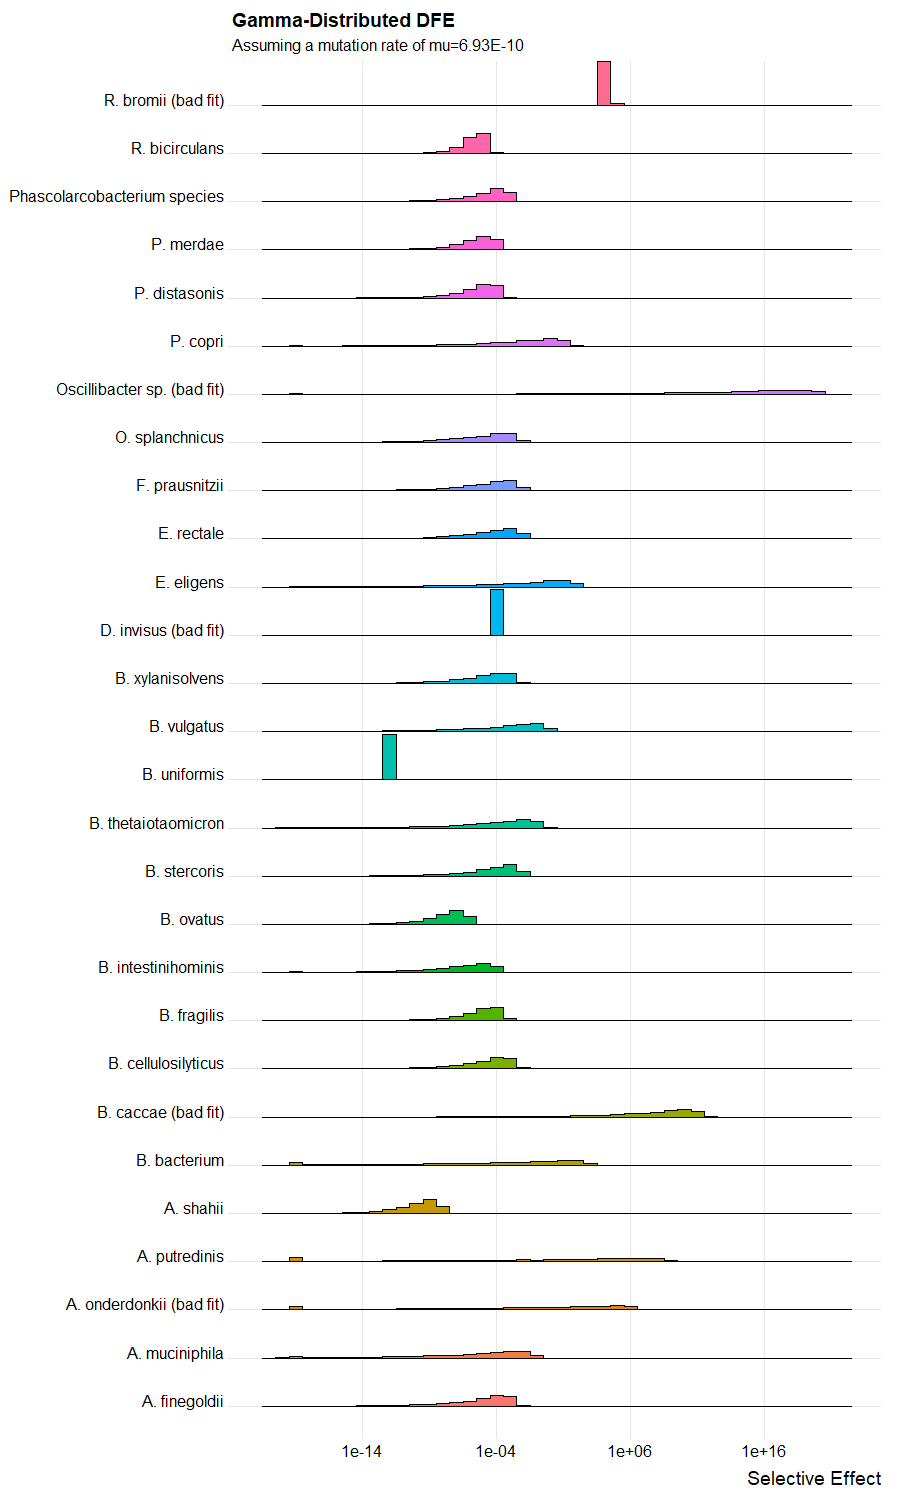 Gamma-Distributed DFE
Assuming a mutation rate of mu=6.93E-10
R. bromii (bad fit)
R. bicirculans
Phascolarcobacterium species
P. merdae
P. distasonis
P. copri
Oscillibacter sp. (bad fit)
O. splanchnicus
F. prausnitzii
E. rectale
E. eligens
D. invisus (bad fit)
B. xylanisolvens
B. vulgatus
B. uniformis
B. thetaiotaomicron
B. stercoris
B. ovatus
B. intestinihominis
B. fragilis
B. cellulosilyticus
B. caccae (bad fit)
B. bacterium
A. shahii
A. putredinis
A. onderdonkii (bad fit)
A. muciniphila
A. finegoldii
1e-14 1e-04 1e+06 1e+16
Selective Effect